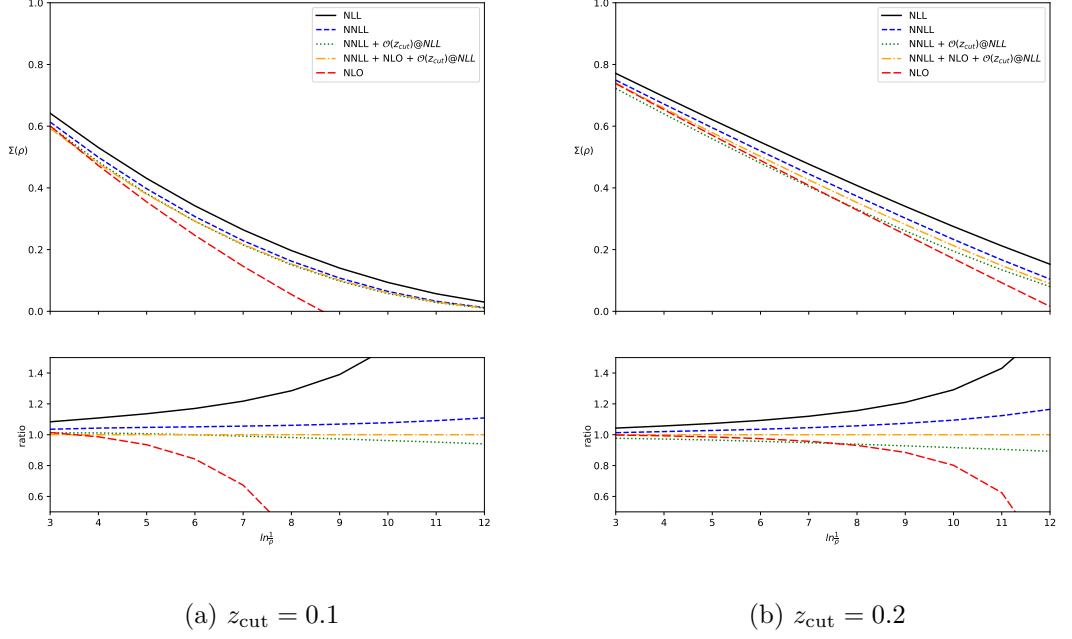 1.0
0.8
0.6
0.4
0.2
0.0
Σ(ρ)
NLL
NNLL
NNLL + 𝒪(z_cut)@NLL
NNLL + NLO + 𝒪(z_cut)@NLL
NLO
1.4
1.2
1.0
0.8
0.6
ratio
3 4 5 6 7 8 9 10 11 12
ln 1/ρ
(a) z_cut = 0.1
1.0
0.8
0.6
0.4
0.2
0.0
Σ(ρ)
NLL
NNLL
NNLL + 𝒪(z_cut)@NLL
NNLL + NLO + 𝒪(z_cut)@NLL
NLO
1.4
1.2
1.0
0.8
0.6
ratio
3 4 5 6 7 8 9 10 11 12
ln 1/ρ
(b) z_cut = 0.2